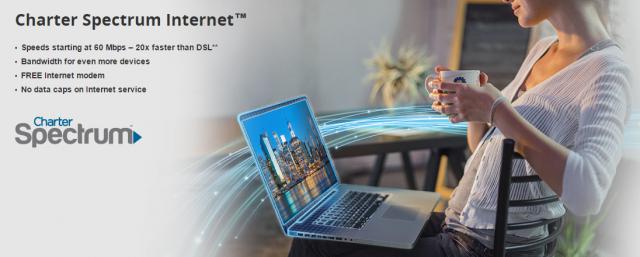 Charter Spectrum Internet™
• Speeds starting at 60 Mbps – 20x faster than DSL**
• Bandwidth for even more devices
• FREE Internet modem
• No data caps on Internet service
Charter
Spectrum